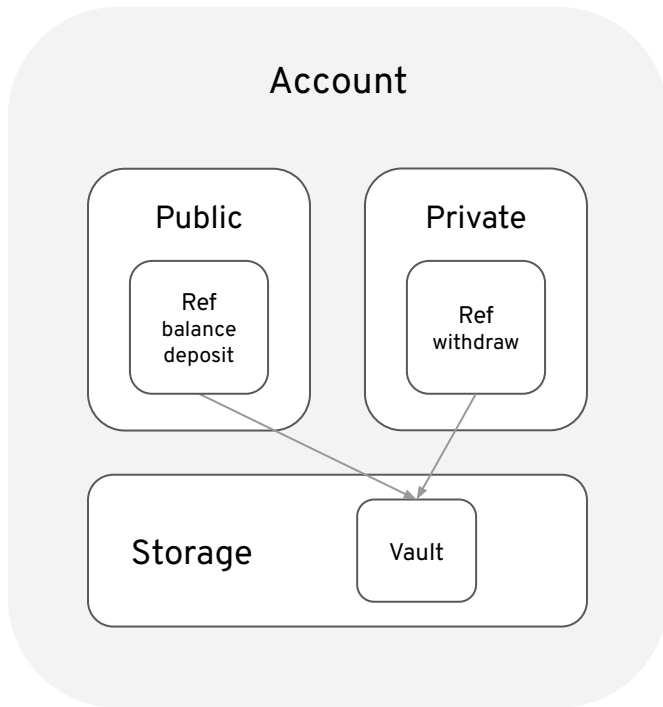 Account
Public
Ref
balance
deposit
Private
Ref
withdraw
Storage
Vault